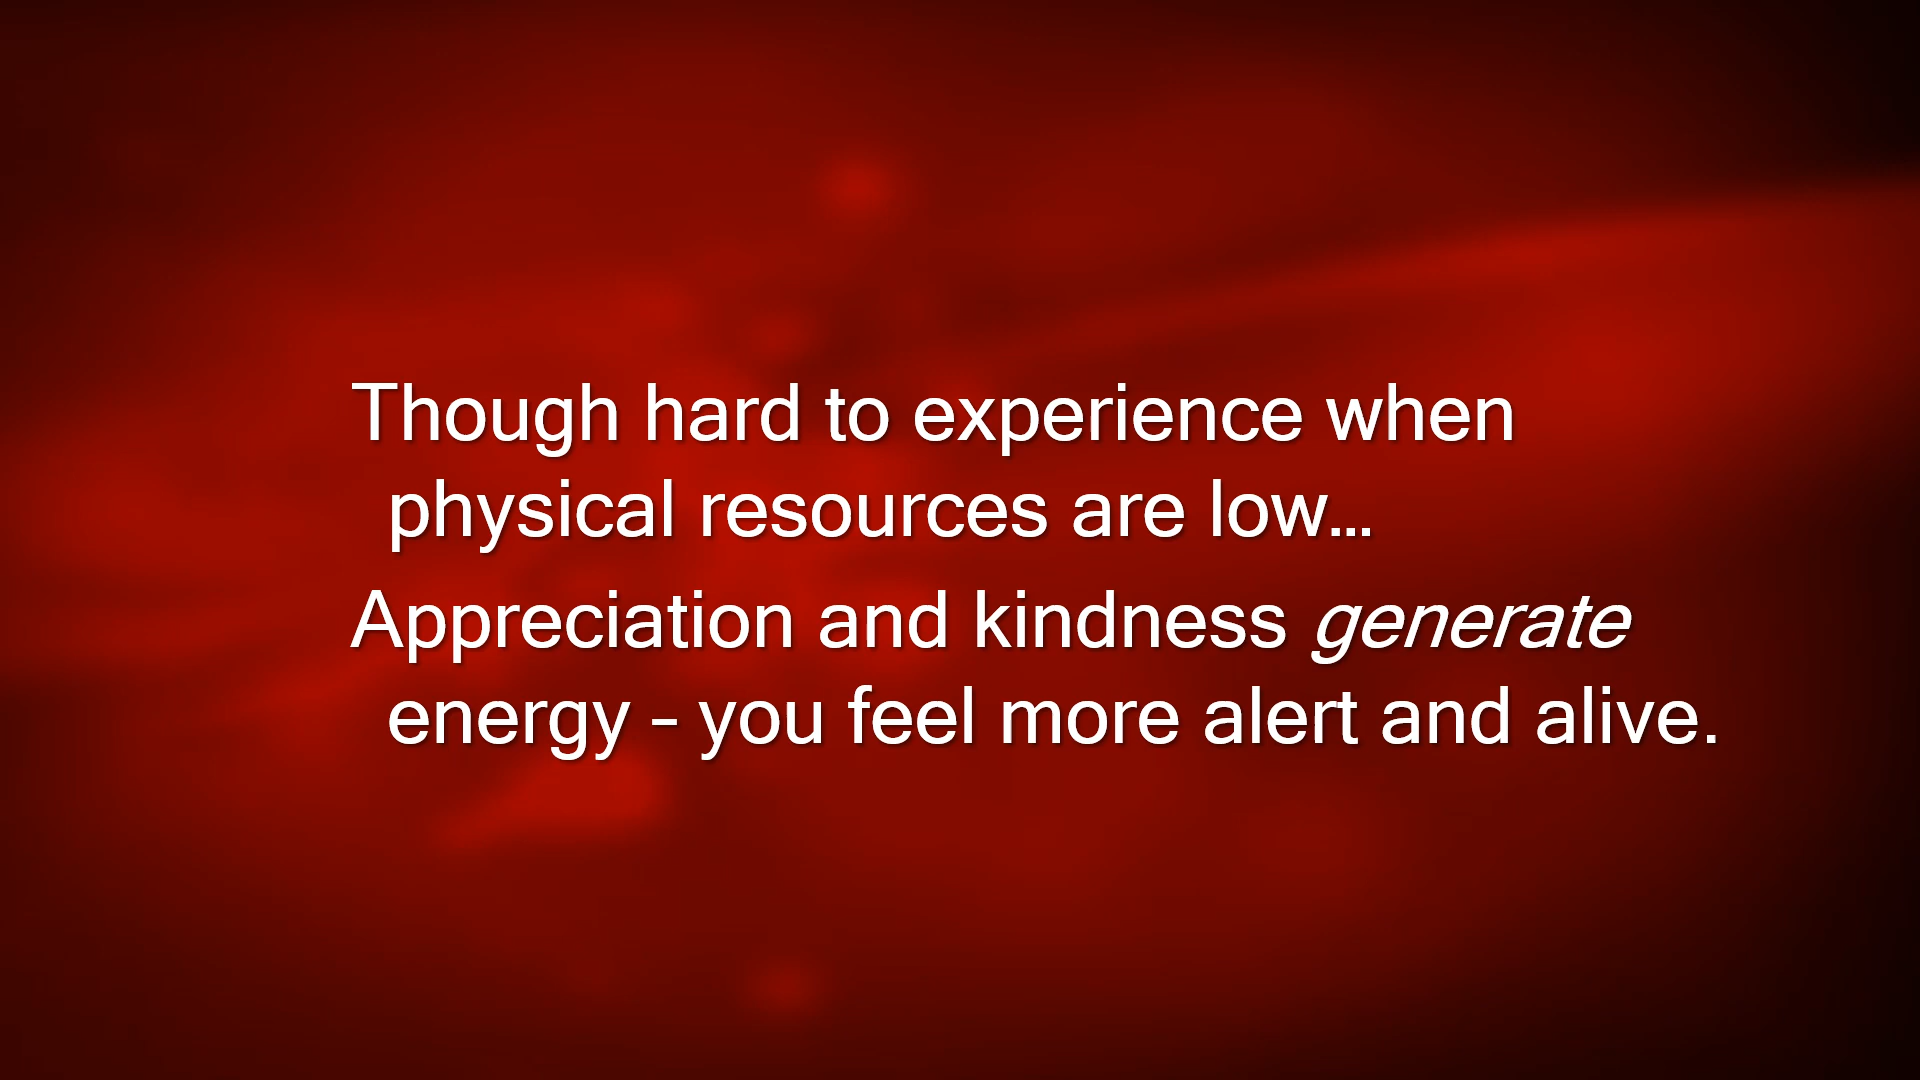 Though hard to experience when
physical resources are low...
Appreciation and kindness generate
energy – you feel more alert and alive.